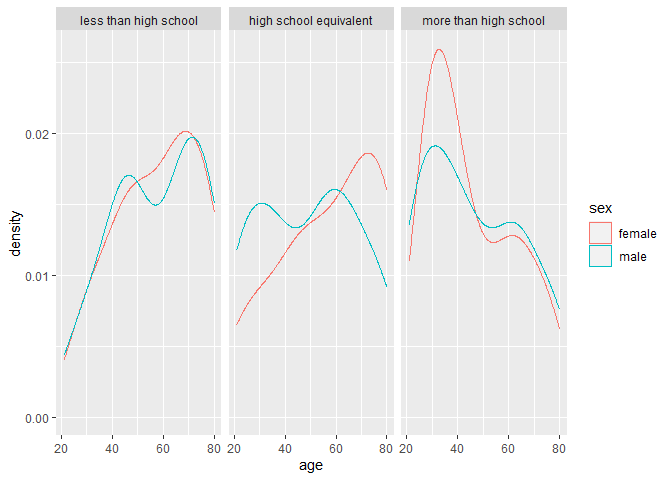 less than high school
high school equivalent
more than high school
0.02
0.01
0.00
density
20 40 60 80
20 40 60 80
20 40 60 80
age
sex
female
male